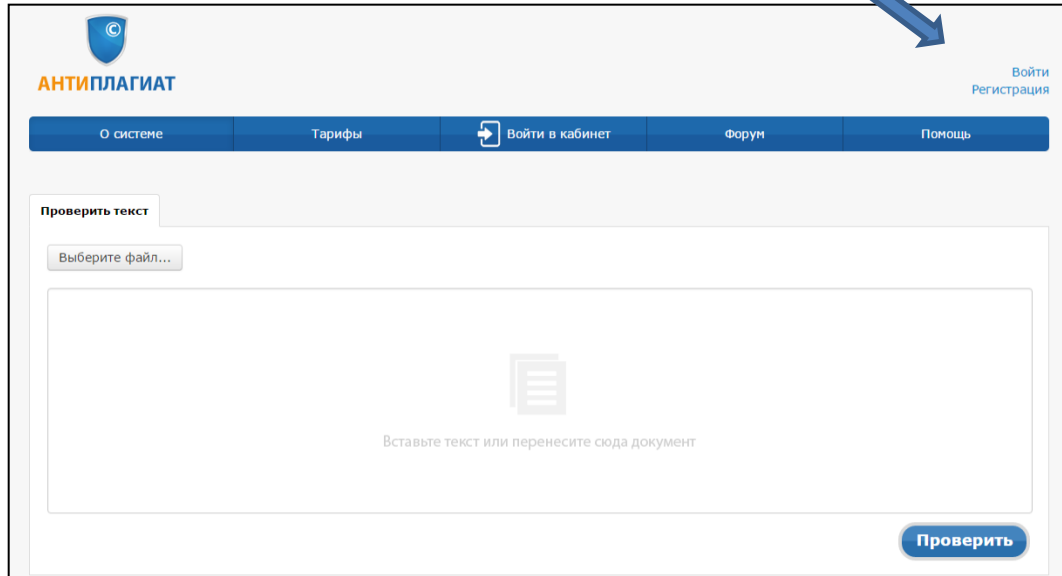 ©
АНТИПЛАГИАТ
Войти
Регистрация
О системе Тарифы Войти в кабинет Форум Помощь
Проверить текст
Выберите файл...
Вставьте текст или перенесите сюда документ
Проверить